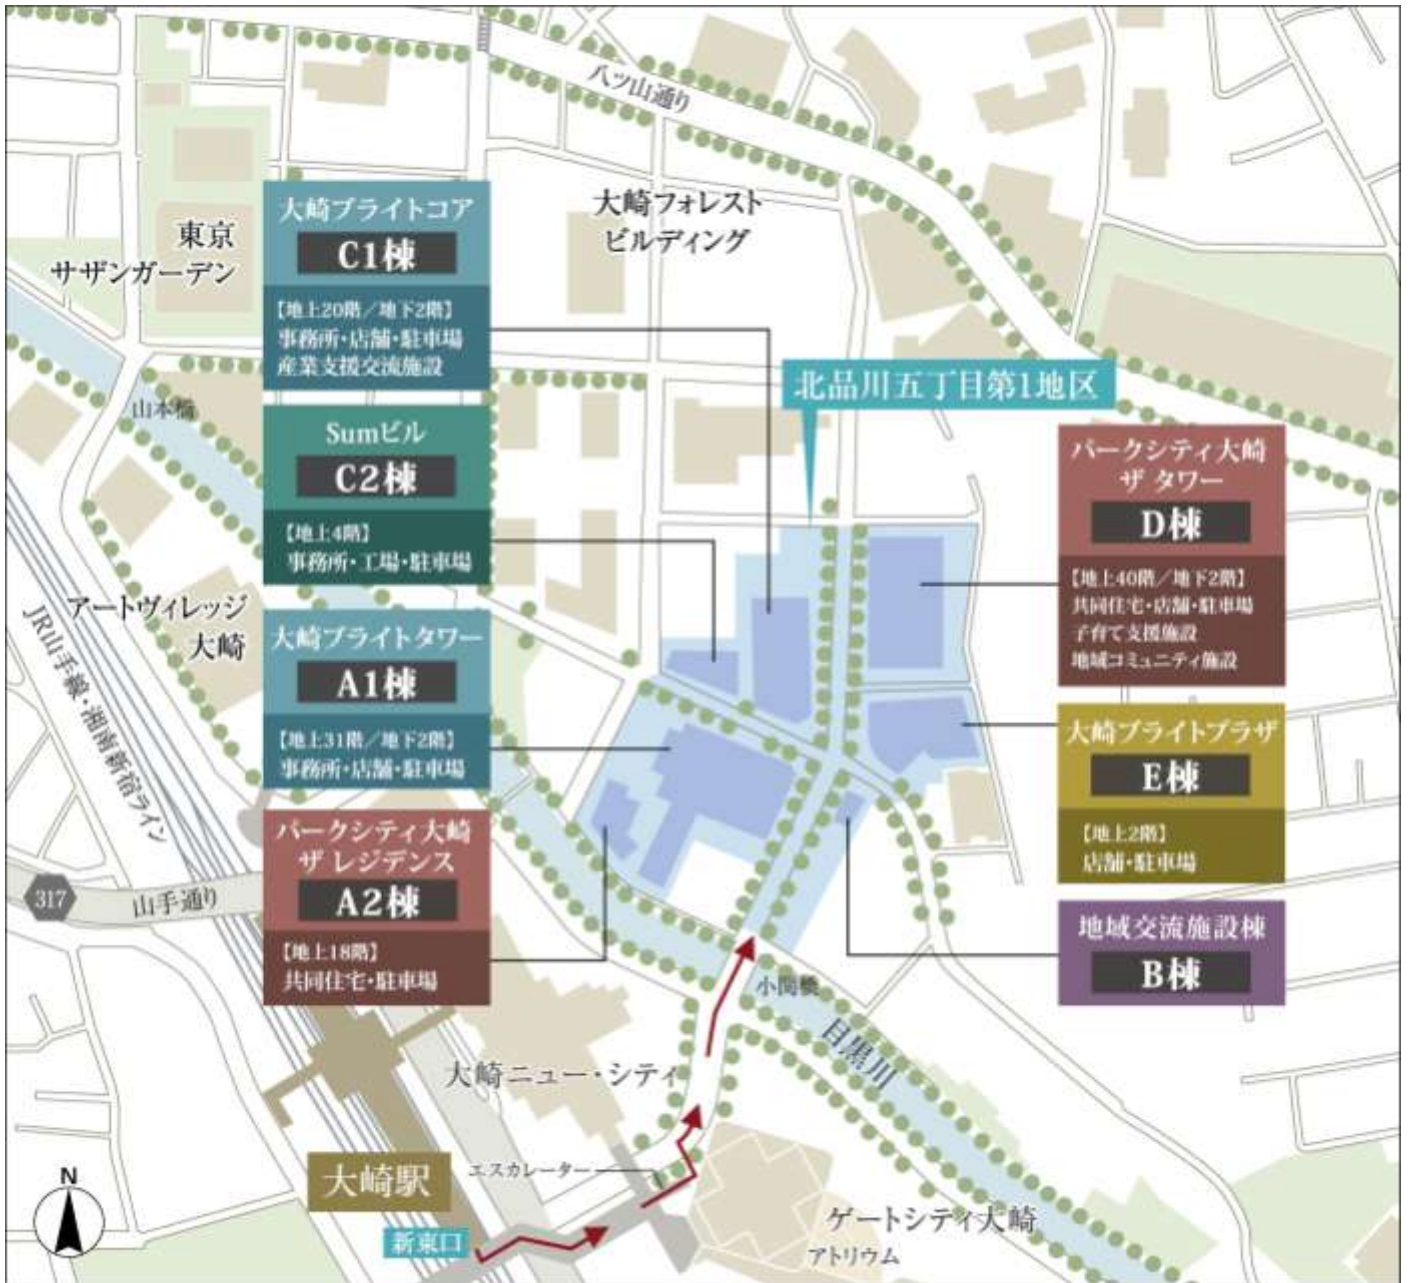 八ツ山通り
大崎フォレスト
ビルディング
東京
サザンガーデン
大崎ブライトコア
C1棟
【地上20階／地下2階】
事務所・店舗・駐車場
産業支援交流施設
北品川五丁目第1地区
山本橋
Sumビル
C2棟
【地上4階】
事務所・工場・駐車場
パークシティ大崎
ザ タワー
D棟
【地上40階／地下2階】
共同住宅・店舗・駐車場
子育て支援施設
地域コミュニティ施設
アートヴィレッジ
大崎
JR山手線・湘南新宿ライン
大崎ブライトタワー
A1棟
【地上31階／地下2階】
事務所・店舗・駐車場
大崎ブライトプラザ
E棟
【地上2階】
店舗・駐車場
パークシティ大崎
ザ レジデンス
A2棟
【地上18階】
共同住宅・駐車場
317
山手通り
地域交流施設棟
B棟
小関橋
目黒川
大崎ニュー・シティ
大崎駅
エスカレーター
新東口
ゲートシティ大崎
アトリウム
N